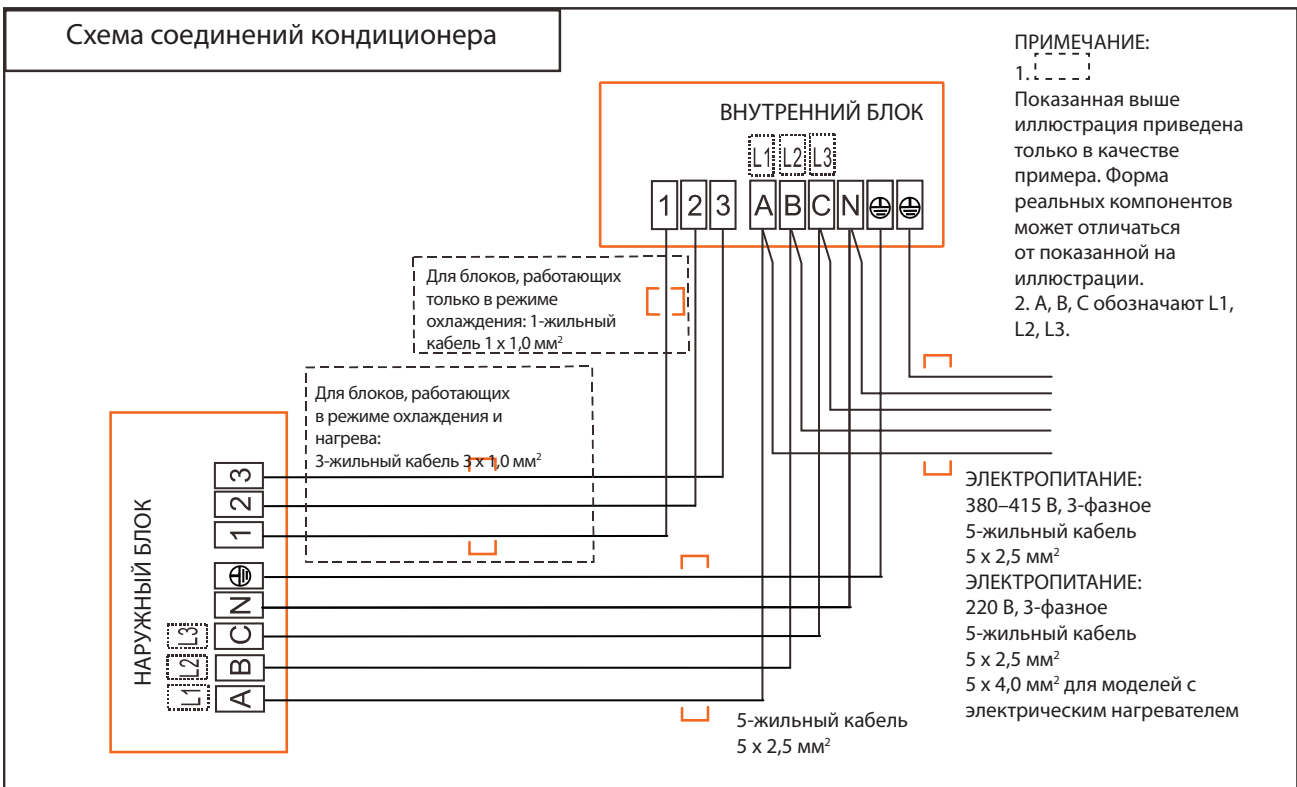 Схема соединений кондиционера
ПРИМЕЧАНИЕ:
1.
Показанная выше
иллюстрация приведена
только в качестве
примера. Форма
реальных компонентов
может отличаться
от показанной на
иллюстрации.
2. A, B, C обозначают L1,
L2, L3.
ВНУТРЕННИЙ БЛОК
L1 L2 L3
1 2 3 A B C N
Для блоков, работающих
только в режиме
охлаждения: 1-жильный
кабель 1 x 1,0 мм²
Для блоков, работающих
в режиме охлаждения и
нагрева:
3-жильный кабель 3 x 1,0 мм²
НАРУЖНЫЙ БЛОК
3
2
1
N
L3 C
L2 B
L1 A
5-жильный кабель
5 x 2,5 мм²
ЭЛЕКТРОПИТАНИЕ:
380–415 В, 3-фазное
5-жильный кабель
5 x 2,5 мм²
ЭЛЕКТРОПИТАНИЕ:
220 В, 3-фазное
5-жильный кабель
5 x 2,5 мм²
5 x 4,0 мм² для моделей с
электрическим нагревателем